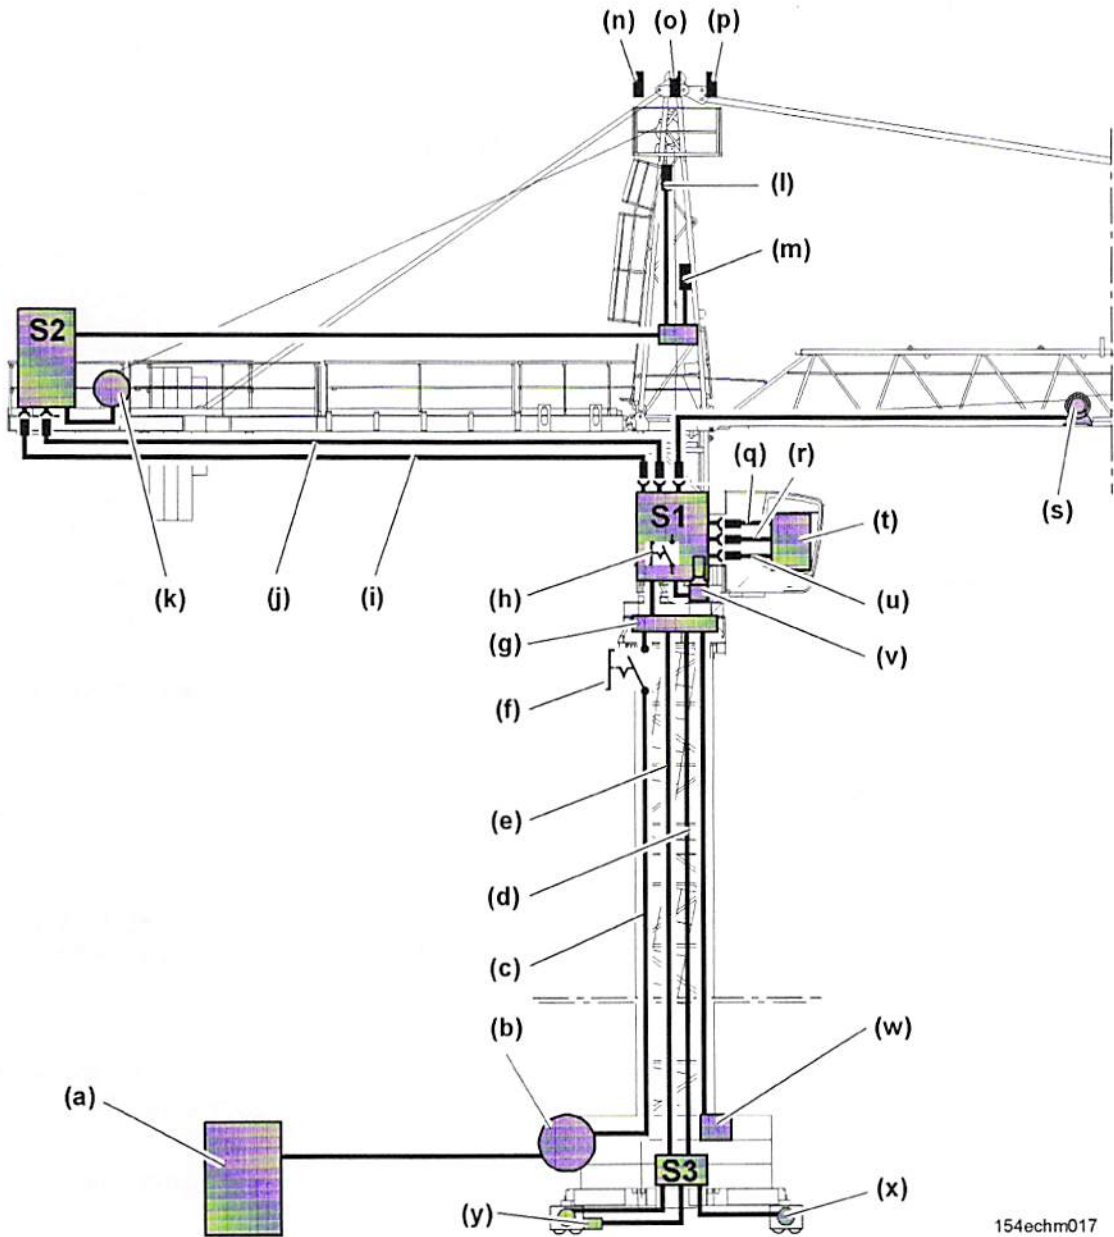 (n) (o) (p)
(l)
(m)
S2
(q) (r)
S1
(s)
(t)
(k) (j) (i) (h)
(u)
(g)
(v)
(f)
(e)
(d)
(c)
(b)
(w)
(a)
S3
(x)
(y)
154echm017